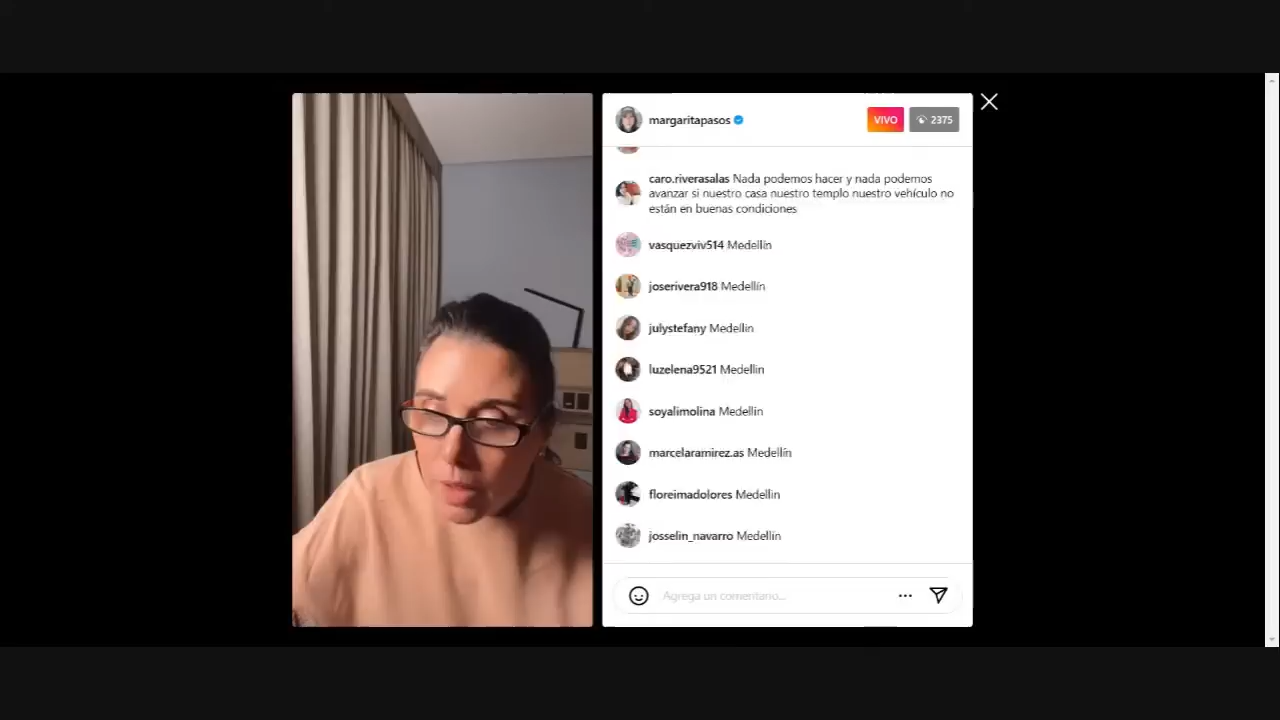 margaritapasos
VIVO
2375
caro.riverasalas Nada podemos hacer y nada podemos
avanzar si nuestro casa nuestro templo nuestro vehículo no
están en buenas condiciones
vasquezviv514 Medellín
joserivera918 Medellín
julystefany Medellin
luzelena9521 Medellin
soyalimolina Medellin
marcelaramirez.as Medellín
floreimadolores Medellin
josselin_navarro Medellín
Agrega un comentario...